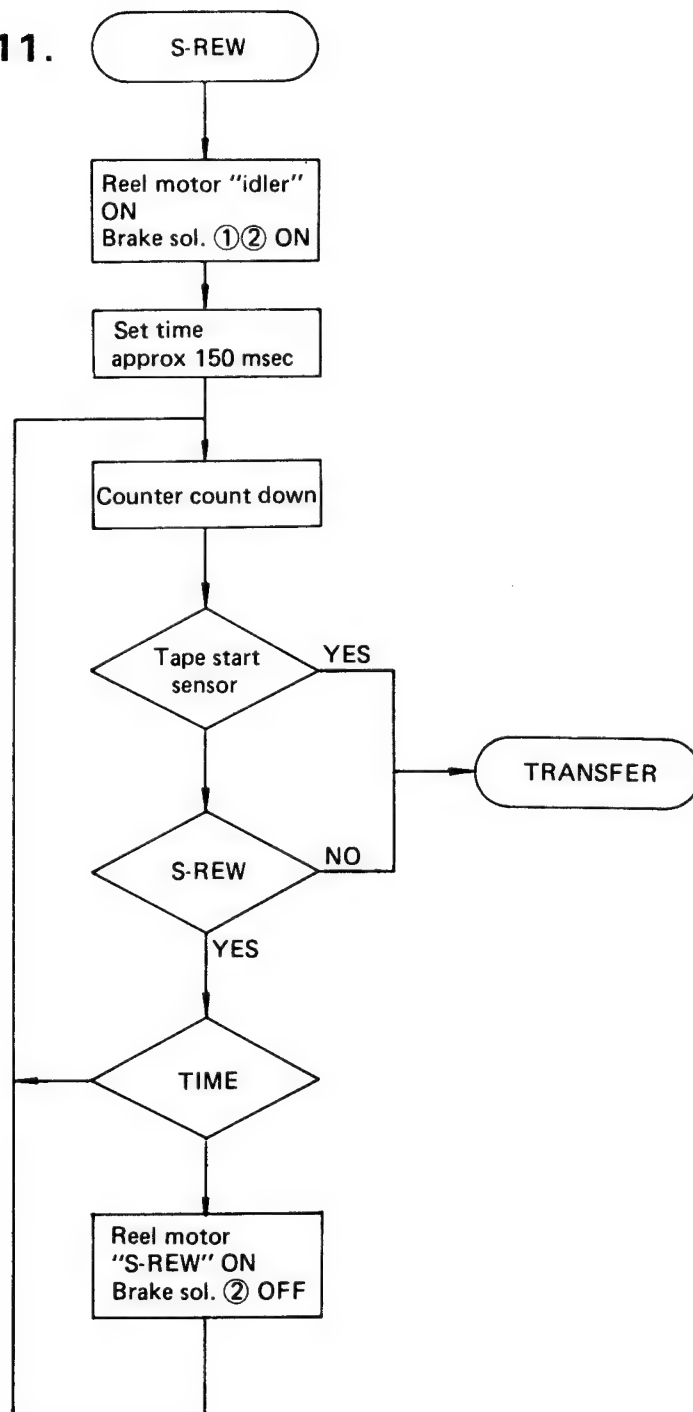 11.
S-REW
Reel motor "idler"
ON
Brake sol. ①② ON
Set time
approx 150 msec
Counter count down
Tape start
sensor
YES
TRANSFER
S-REW
NO
YES
TIME
Reel motor
"S-REW" ON
Brake sol. ② OFF